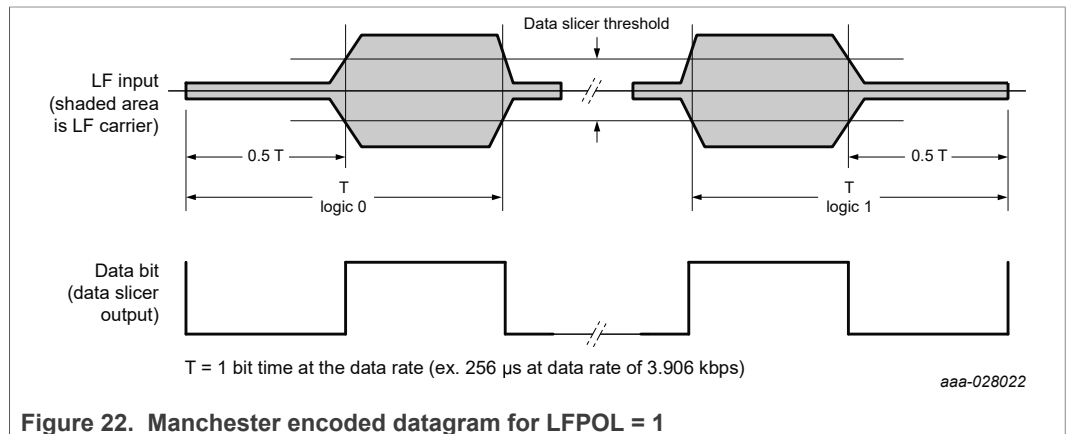 Data slicer threshold
LF input
(shaded area
is LF carrier)
0.5 T
0.5 T
T
logic 0
T
logic 1
Data bit
(data slicer
output)
T = 1 bit time at the data rate (ex. 256 µs at data rate of 3.906 kbps)
aaa-028022
Figure 22. Manchester encoded datagram for LFPOL = 1